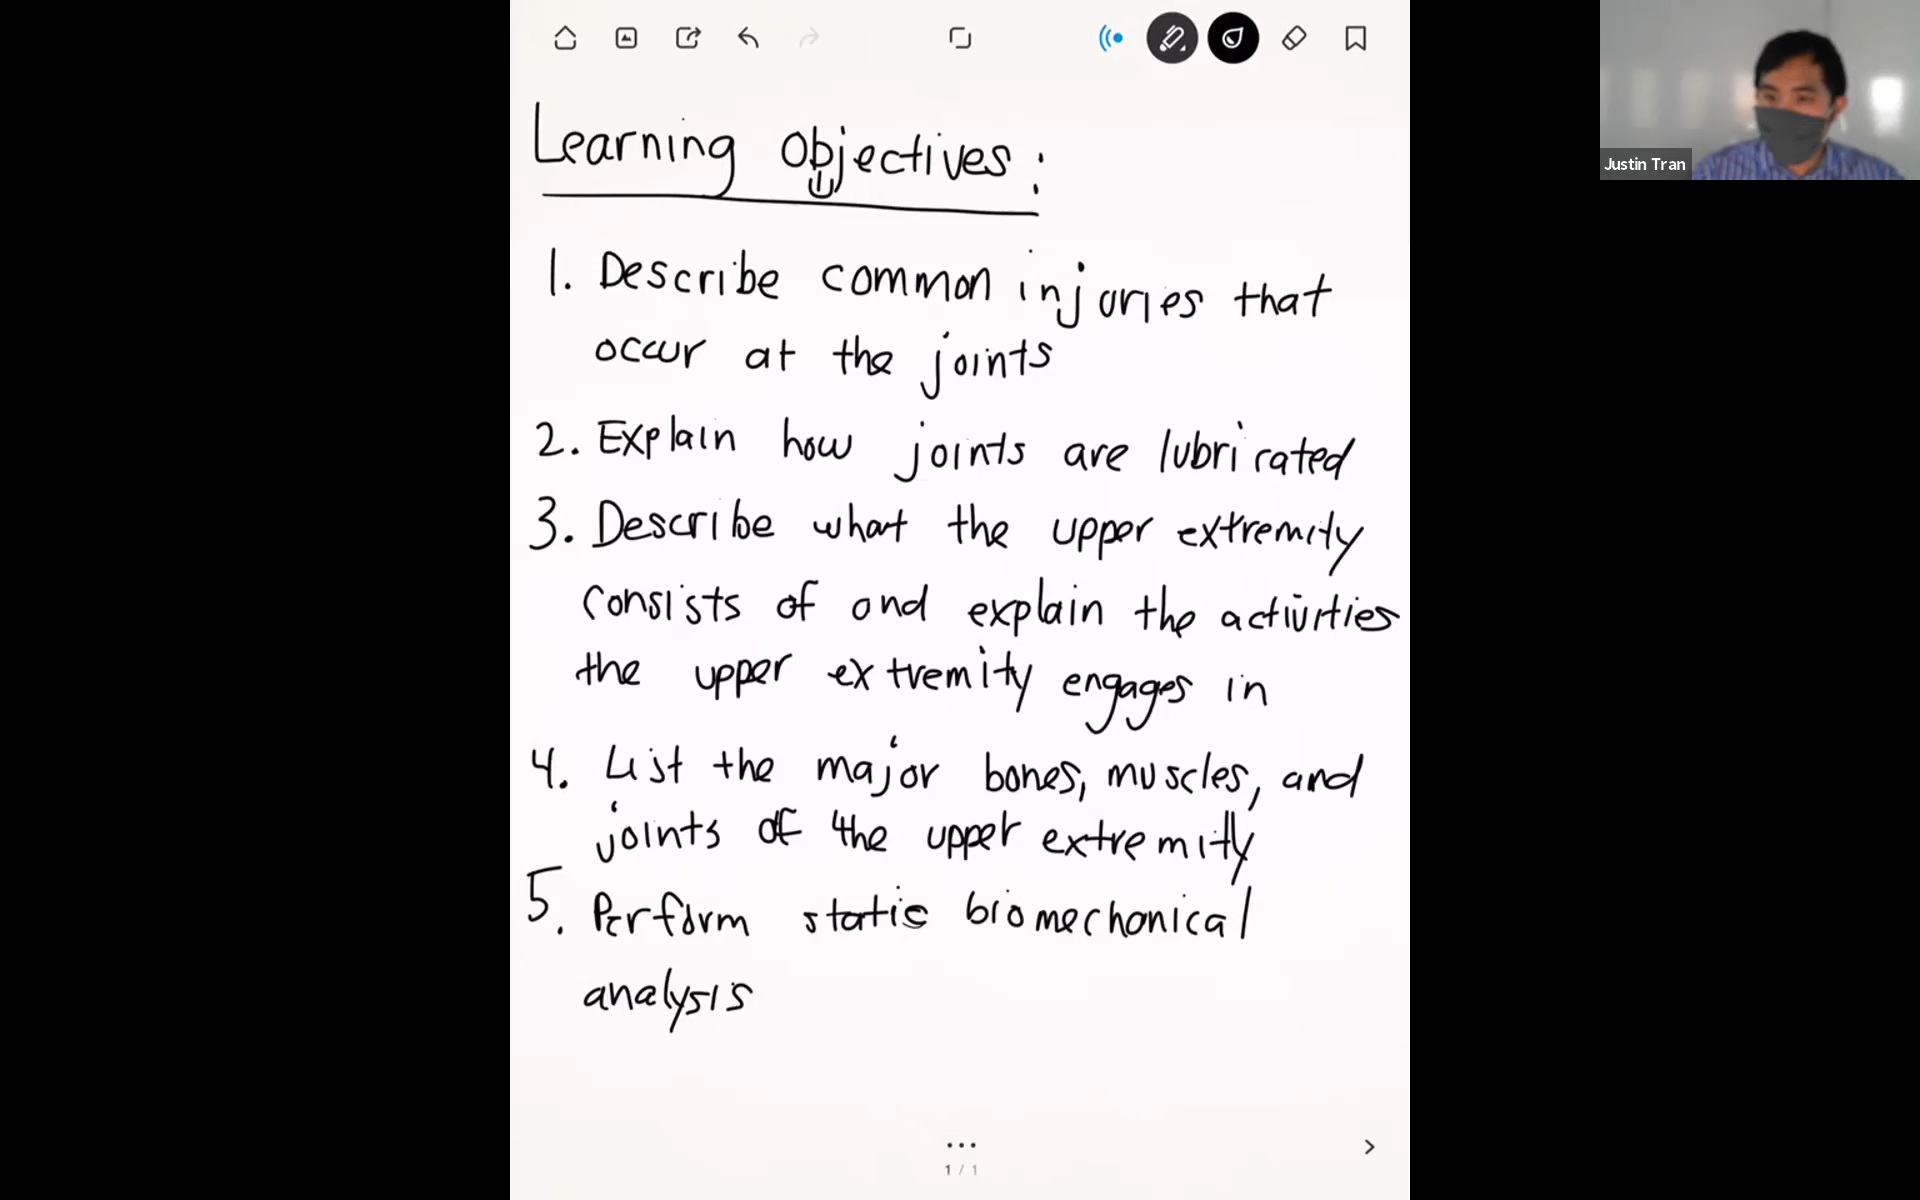 Learning Objectives:
Justin Tran
1. Describe common injuries that
occur at the joints
2. Explain how joints are lubricated
3. Describe what the upper extremity
consists of and explain the activities
the upper extremity engages in
4. List the major bones, muscles, and
joints of the upper extremity
5. Perform static biomechanical
analysis
1 / 1